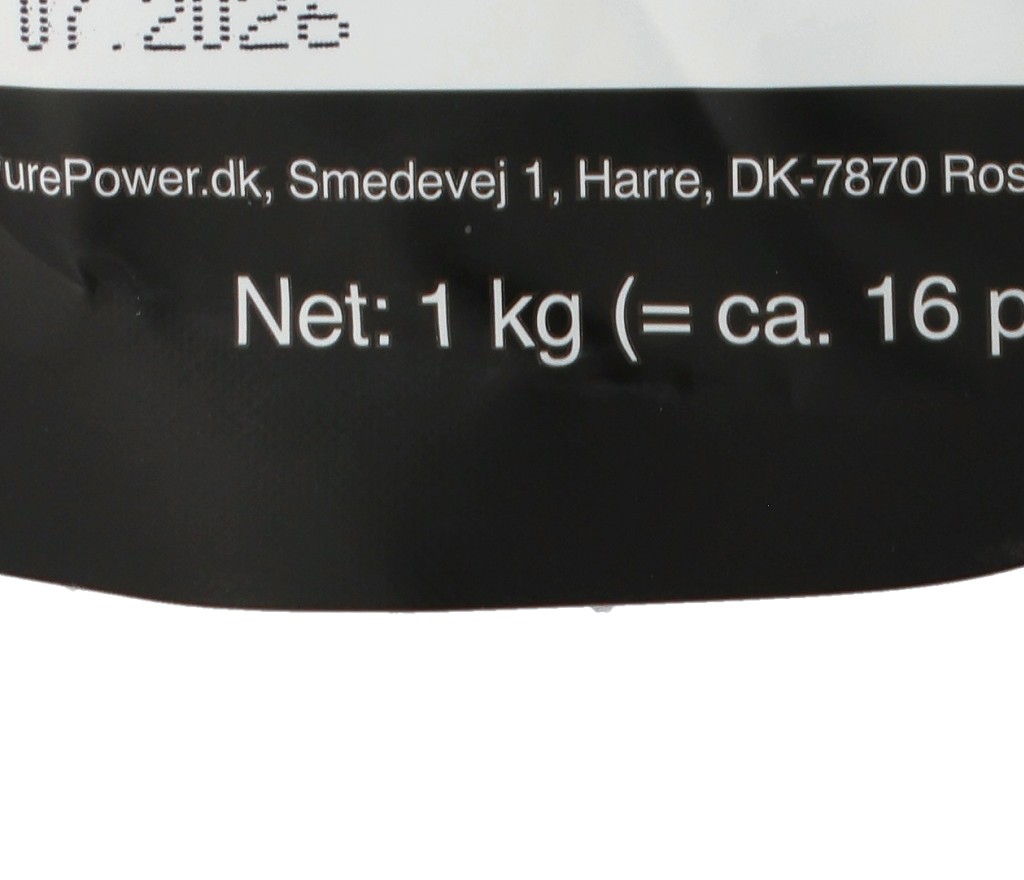 07.2026
urePower.dk, Smedevej 1, Harre, DK-7870 Ros
Net: 1 kg (= ca. 16 p